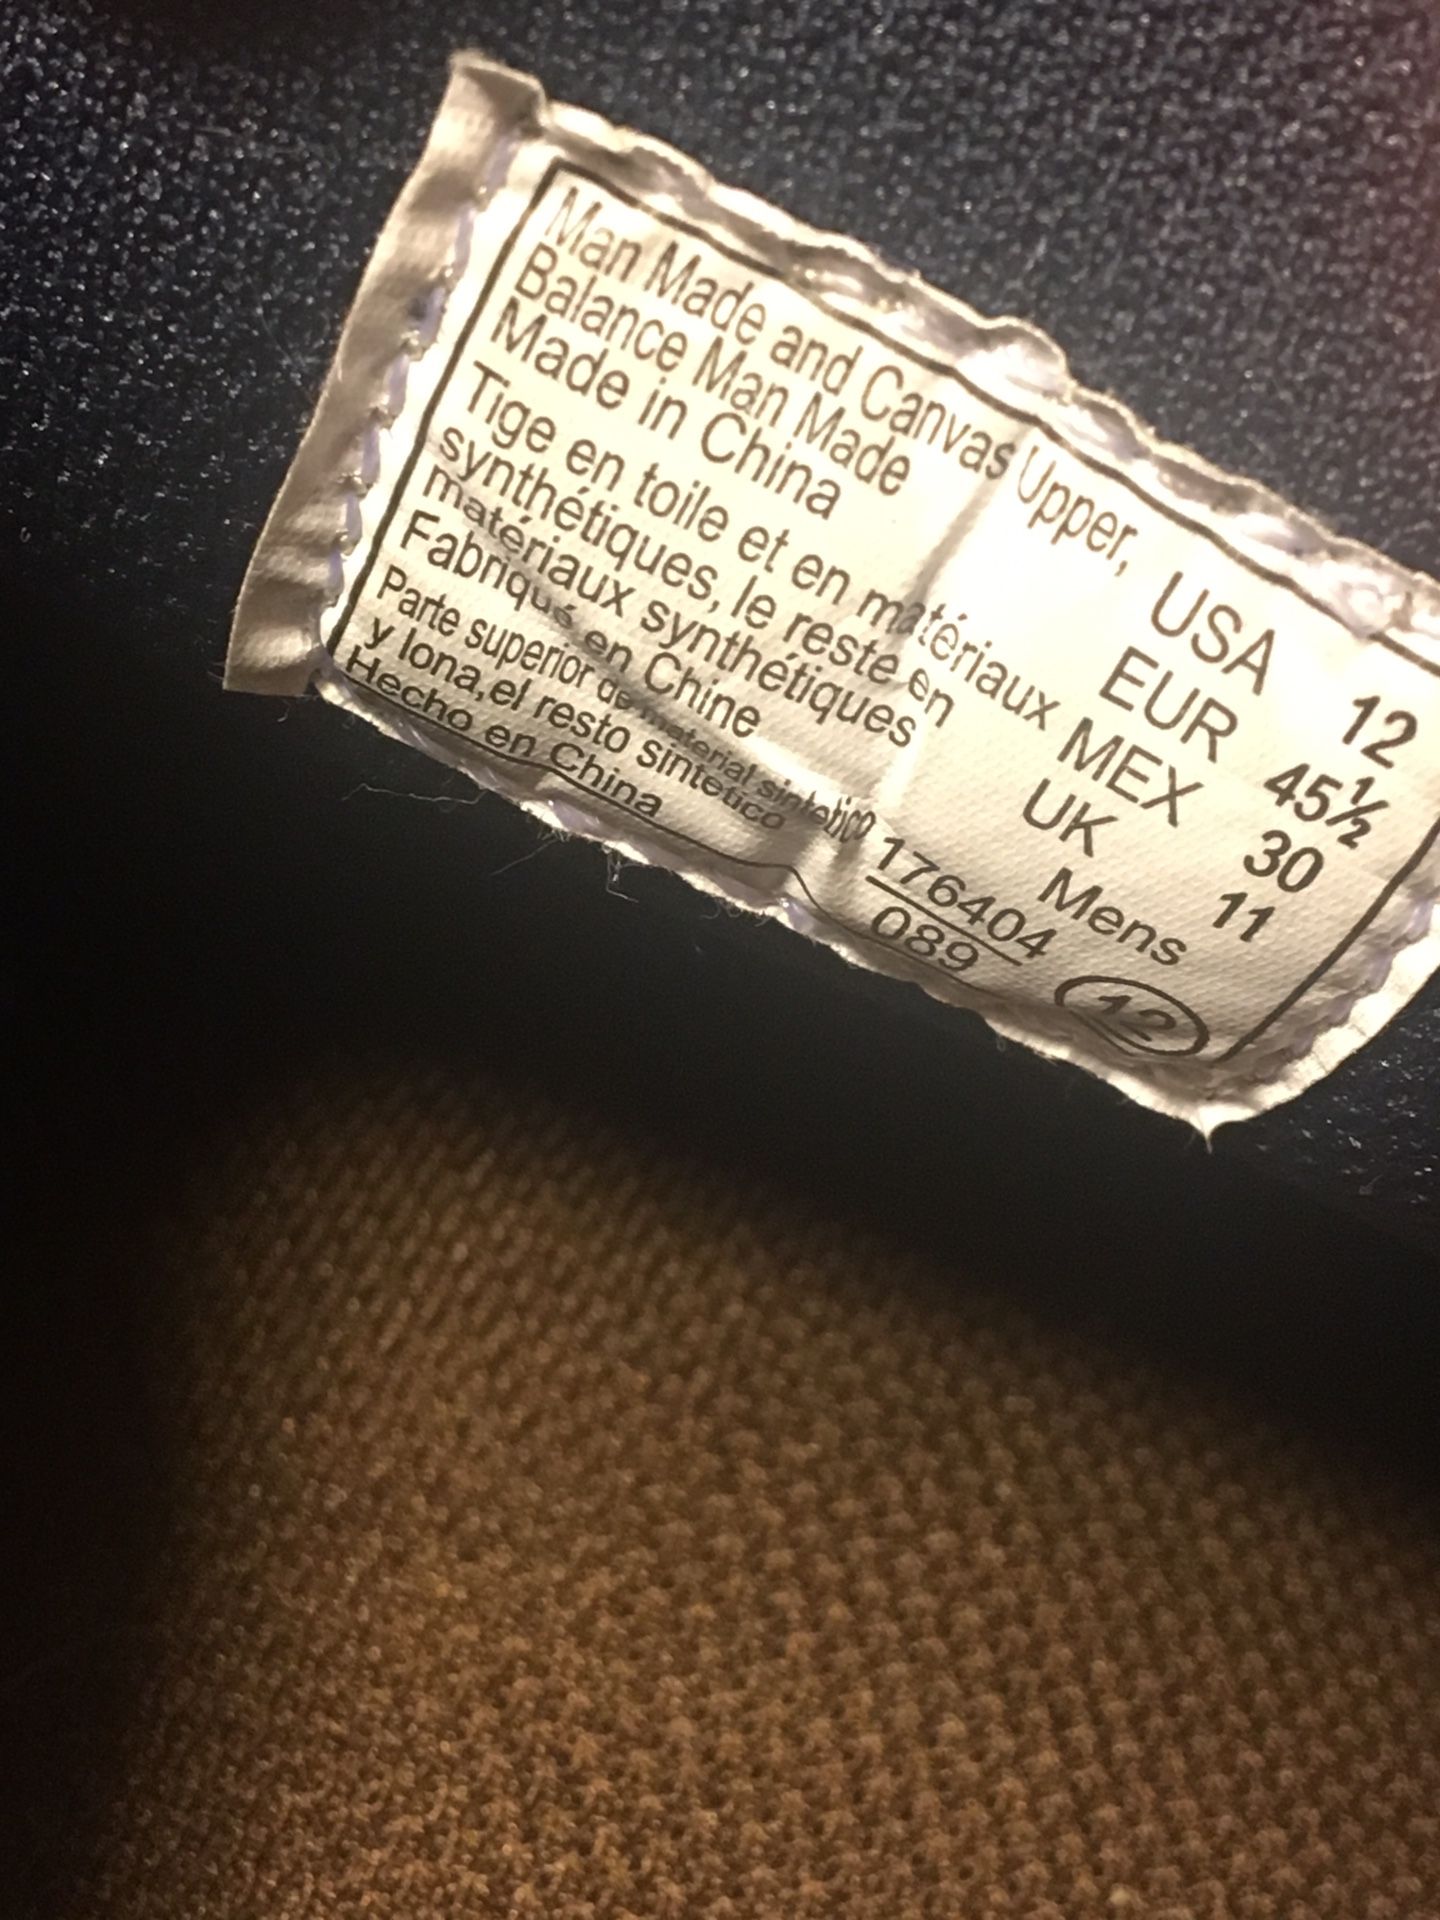 Man Made and Canvas Upper,
Balance Man Made
Made in China
Tige en toile et en matériaux
synthétiques, le reste en
matériaux synthétiques
Fabriqué en Chine
Parte superior de material sintetico
y lona,el resto sintetico
Hecho en China
USA 12
EUR 45½
MEX 30
UK 11
Mens
176404
089
12